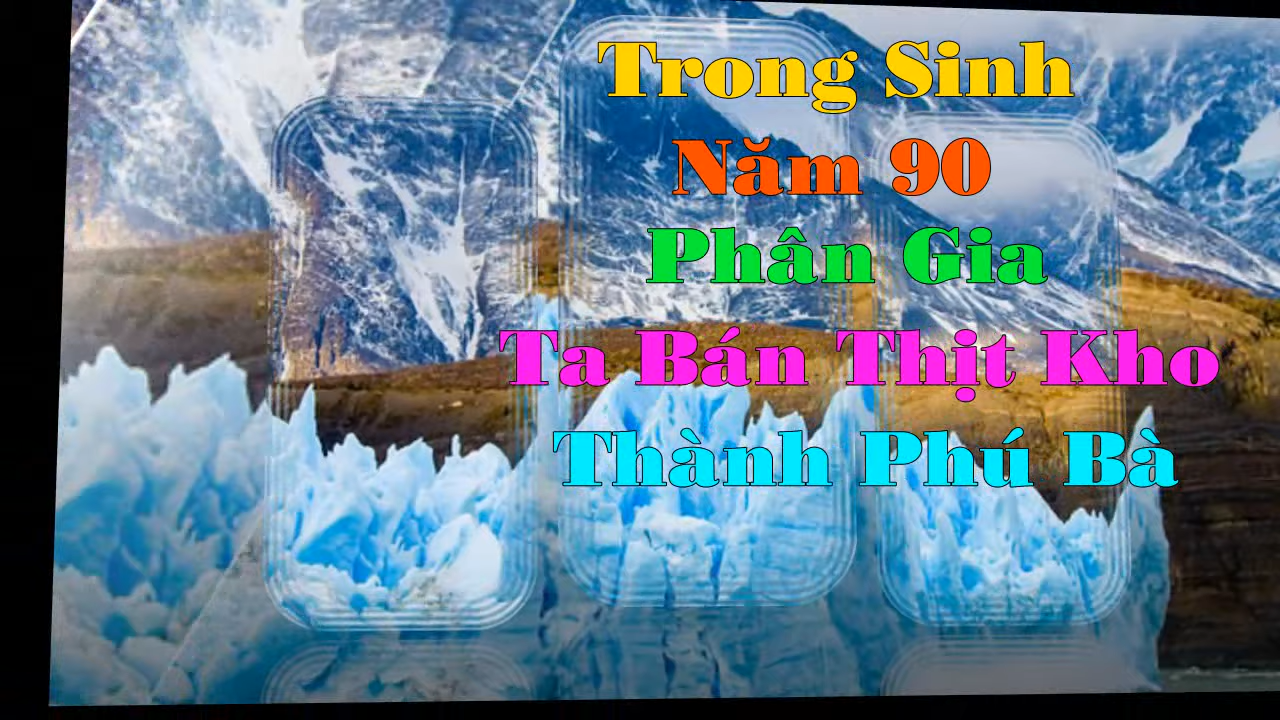 Trong Sinh
Năm 90
Phân Gia
Ta Bán Thịt Kho
Thành Phú Bà